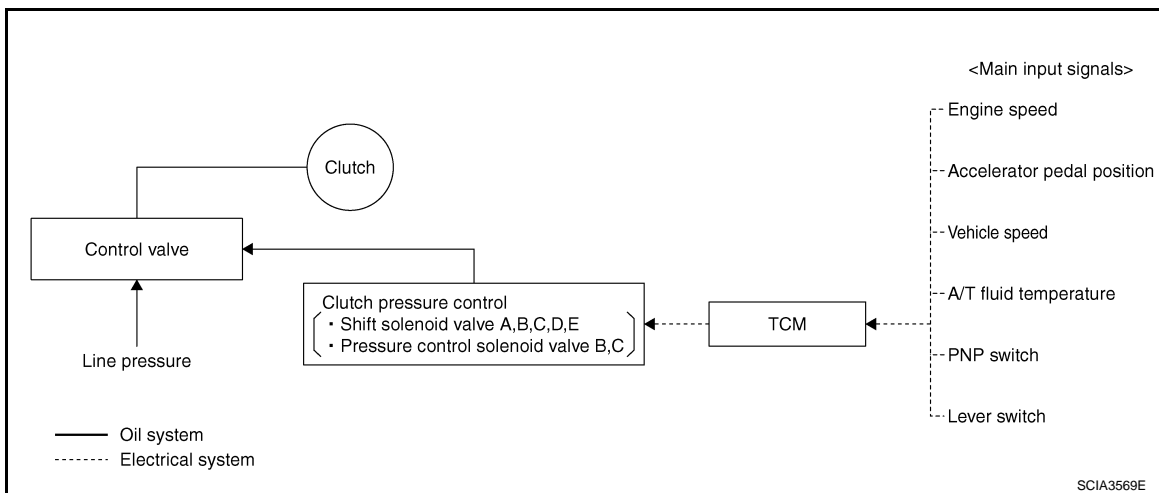 <Main input signals>
Engine speed
Accelerator pedal position
Vehicle speed
A/T fluid temperature
PNP switch
Lever switch
TCM
Clutch pressure control
・Shift solenoid valve A,B,C,D,E
・Pressure control solenoid valve B,C
Clutch
Control valve
Line pressure
Oil system
Electrical system
SCIA3569E